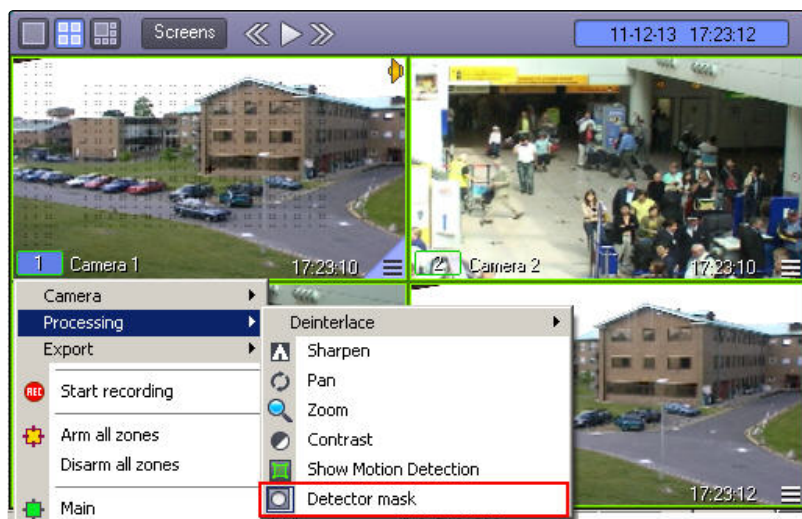 Screens
11-12-13 17:23:12
1 Camera 1 17:23:10
2 Camera 2 17:23:10
Camera
Processing
Export
REC Start recording
Arm all zones
Disarm all zones
Main
Deinterlace
Sharpen
Pan
Zoom
Contrast
Show Motion Detection
Detector mask
17:23:12